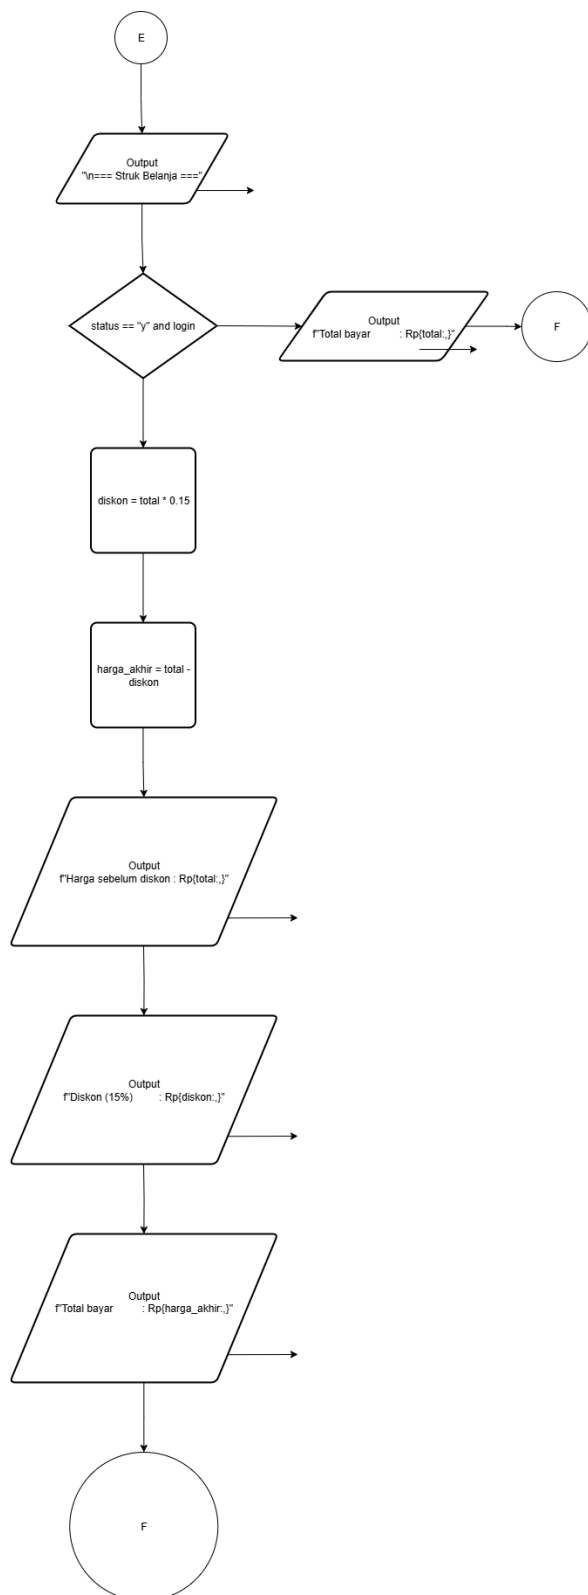 E
Output
"\n=== Struk Belanja ==="
status == "y" and login
Output
f"Total bayar : Rp{total:,}"
F
diskon = total * 0.15
harga_akhir = total -
diskon
Output
f"Harga sebelum diskon : Rp{total:,}"
Output
f"Diskon (15%) : Rp{diskon:,}"
Output
f"Total bayar : Rp{harga_akhir:,}"
F